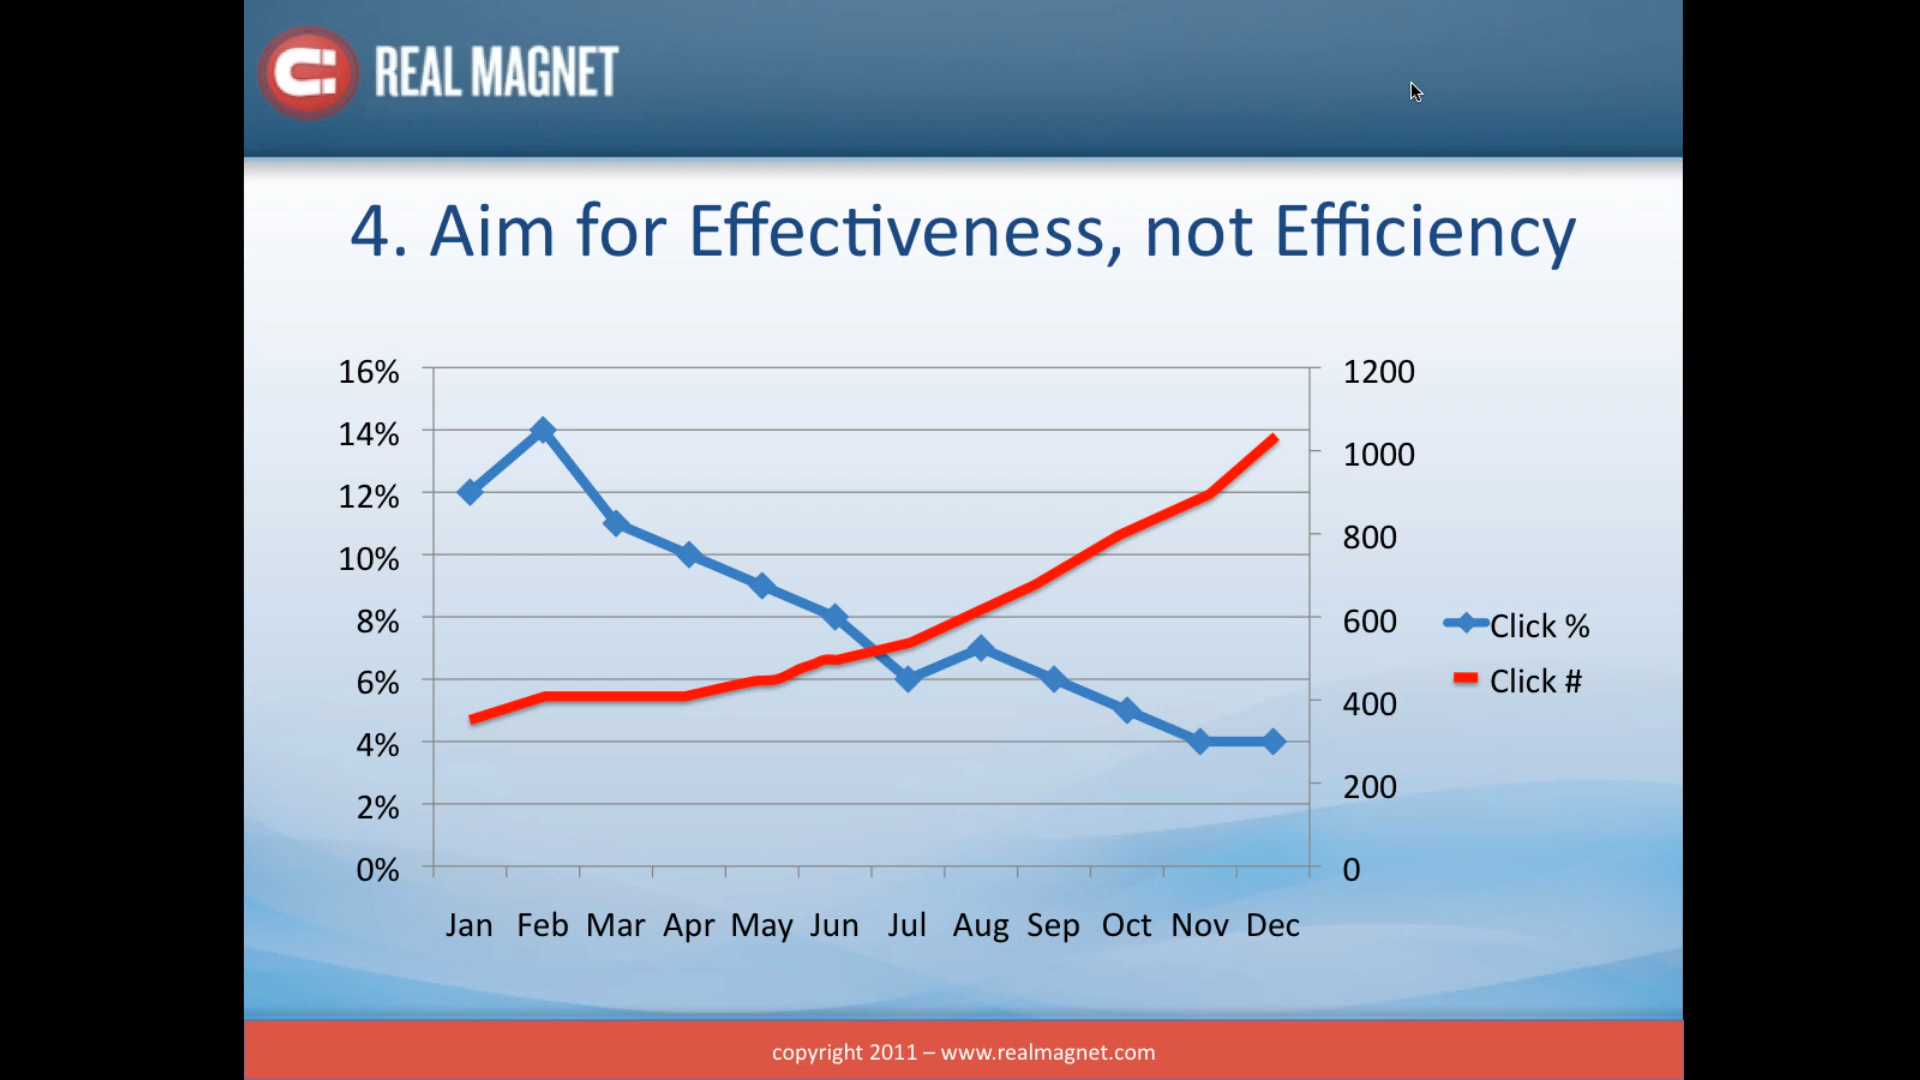 REAL MAGNET
4. Aim for Effectiveness, not Efficiency
16%
14%
12%
10%
8%
6%
4%
2%
0%
1200
1000
800
600
400
200
0
Click %
Click #
Jan Feb Mar Apr May Jun Jul Aug Sep Oct Nov Dec
copyright 2011 – www.realmagnet.com